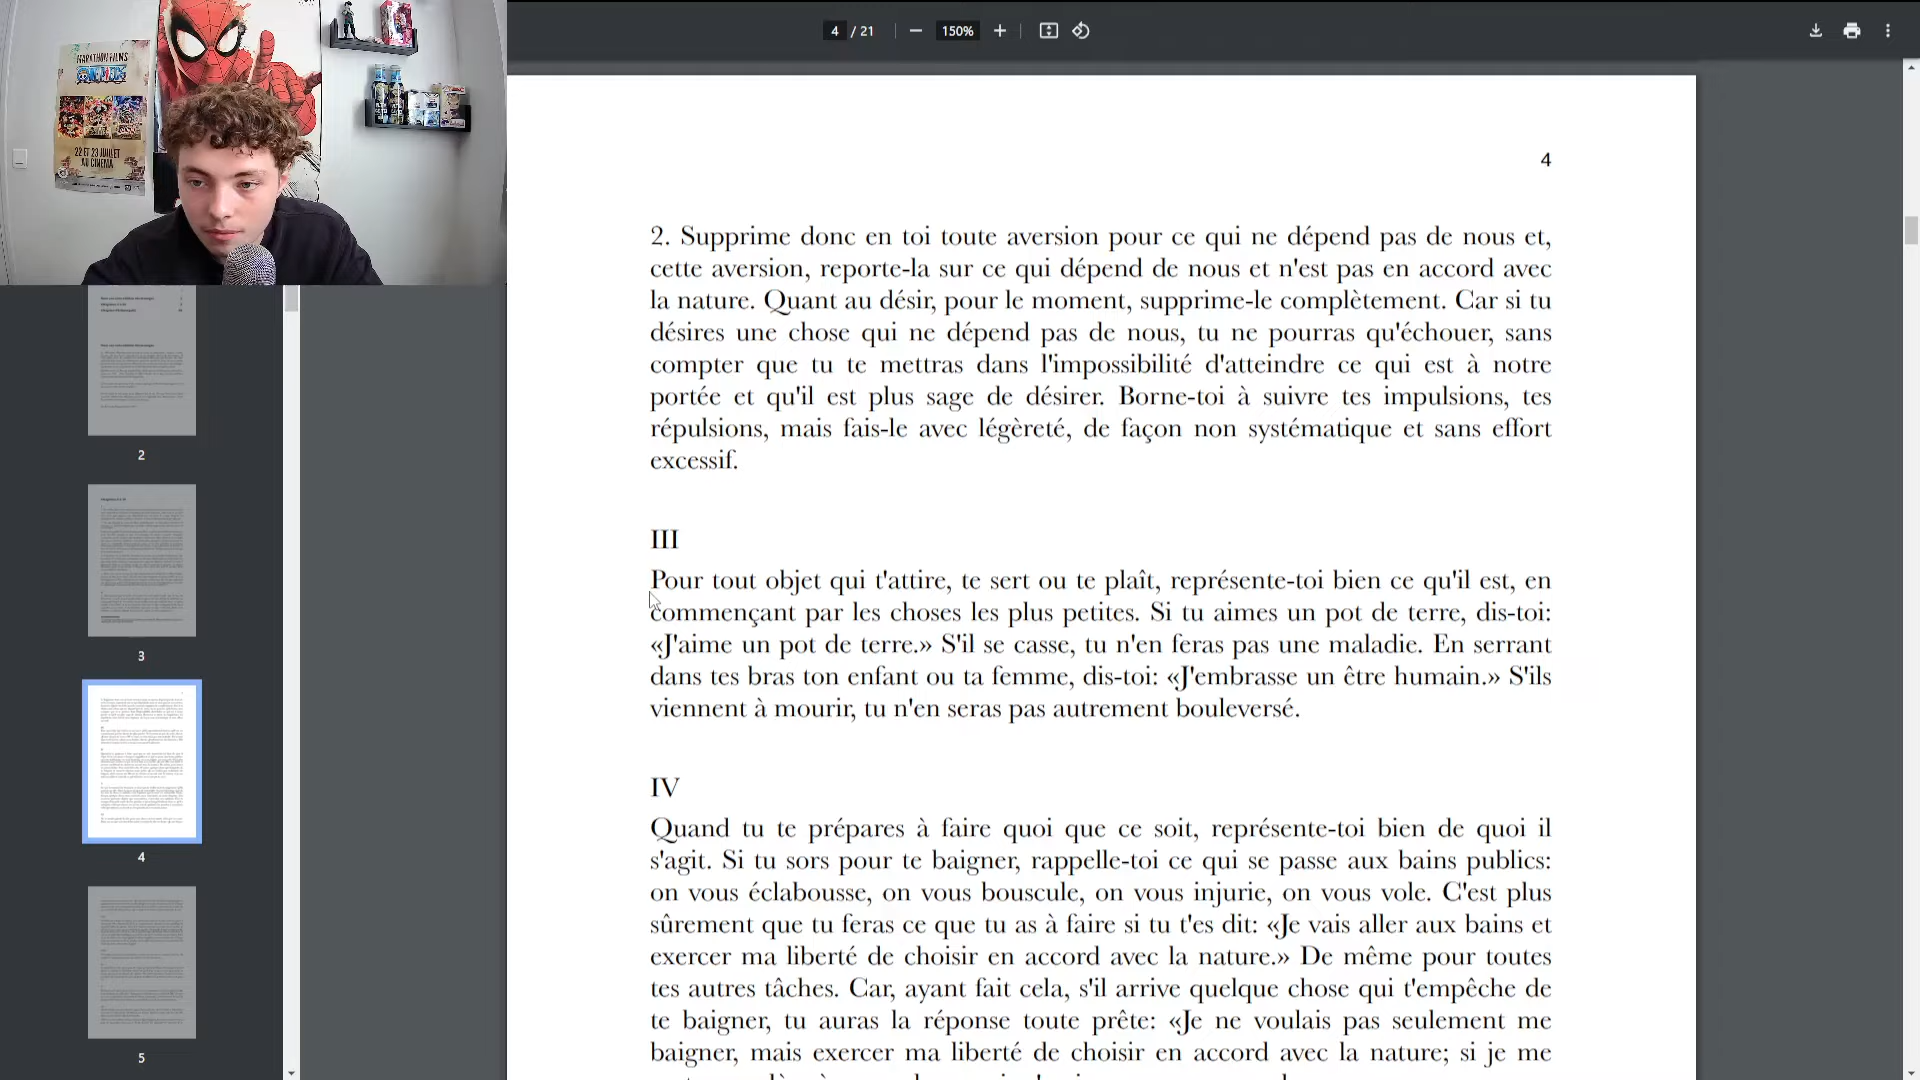 MARATHON FILMS
22 ET 23 JUILLET
AU CINEMA
4 / 21
150%
2
3
4
5
4
2. Supprime donc en toi toute aversion pour ce qui ne dépend pas de nous et,
cette aversion, reporte-la sur ce qui dépend de nous et n'est pas en accord avec
la nature. Quant au désir, pour le moment, supprime-le complètement. Car si tu
désires une chose qui ne dépend pas de nous, tu ne pourras qu'échouer, sans
compter que tu te mettras dans l'impossibilité d'atteindre ce qui est à notre
portée et qu'il est plus sage de désirer. Borne-toi à suivre tes impulsions, tes
répulsions, mais fais-le avec légèreté, de façon non systématique et sans effort
excessif.
III
Pour tout objet qui t'attire, te sert ou te plaît, représente-toi bien ce qu'il est, en
commençant par les choses les plus petites. Si tu aimes un pot de terre, dis-toi:
«J'aime un pot de terre.» S'il se casse, tu n'en feras pas une maladie. En serrant
dans tes bras ton enfant ou ta femme, dis-toi: «J'embrasse un être humain.» S'ils
viennent à mourir, tu n'en seras pas autrement bouleversé.
IV
Quand tu te prépares à faire quoi que ce soit, représente-toi bien de quoi il
s'agit. Si tu sors pour te baigner, rappelle-toi ce qui se passe aux bains publics:
on vous éclabousse, on vous bouscule, on vous injurie, on vous vole. C'est plus
sûrement que tu feras ce que tu as à faire si tu t'es dit: «Je vais aller aux bains et
exercer ma liberté de choisir en accord avec la nature.» De même pour toutes
tes autres tâches. Car, ayant fait cela, s'il arrive quelque chose qui t'empêche de
te baigner, tu auras la réponse toute prête: «Je ne voulais pas seulement me
baigner, mais exercer ma liberté de choisir en accord avec la nature; si je me